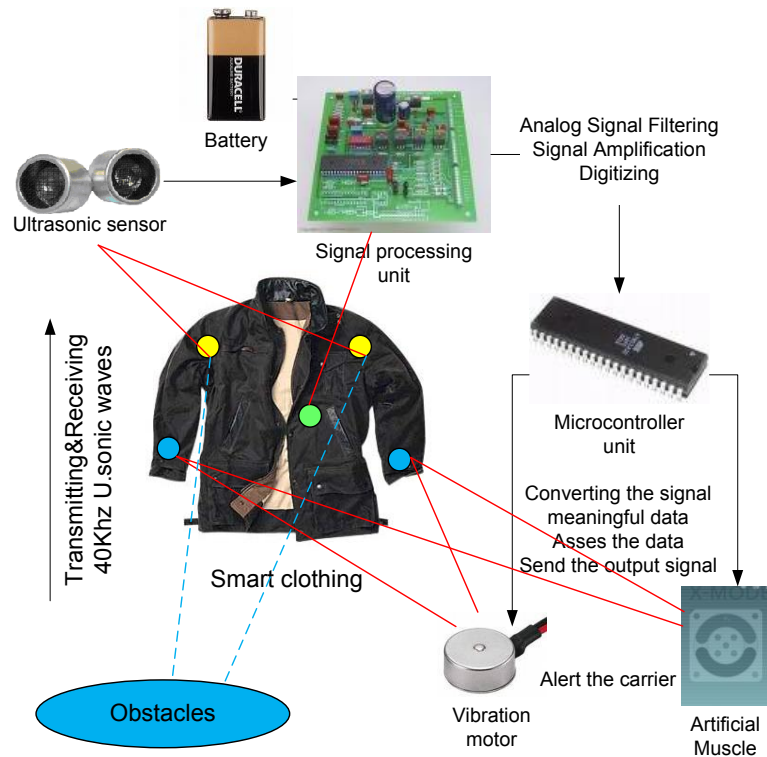 DURACELL
Battery
Analog Signal Filtering
Signal Amplification
Digitizing
Ultrasonic sensor
Signal processing
unit
Transmitting&Receiving
40Khz U.sonic waves
Microcontroller
unit
Converting the signal
meaningful data
Asses the data
Send the output signal
Smart clothing
X-MODE
Obstacles
Vibration
motor
Alert the carrier
Artificial
Muscle